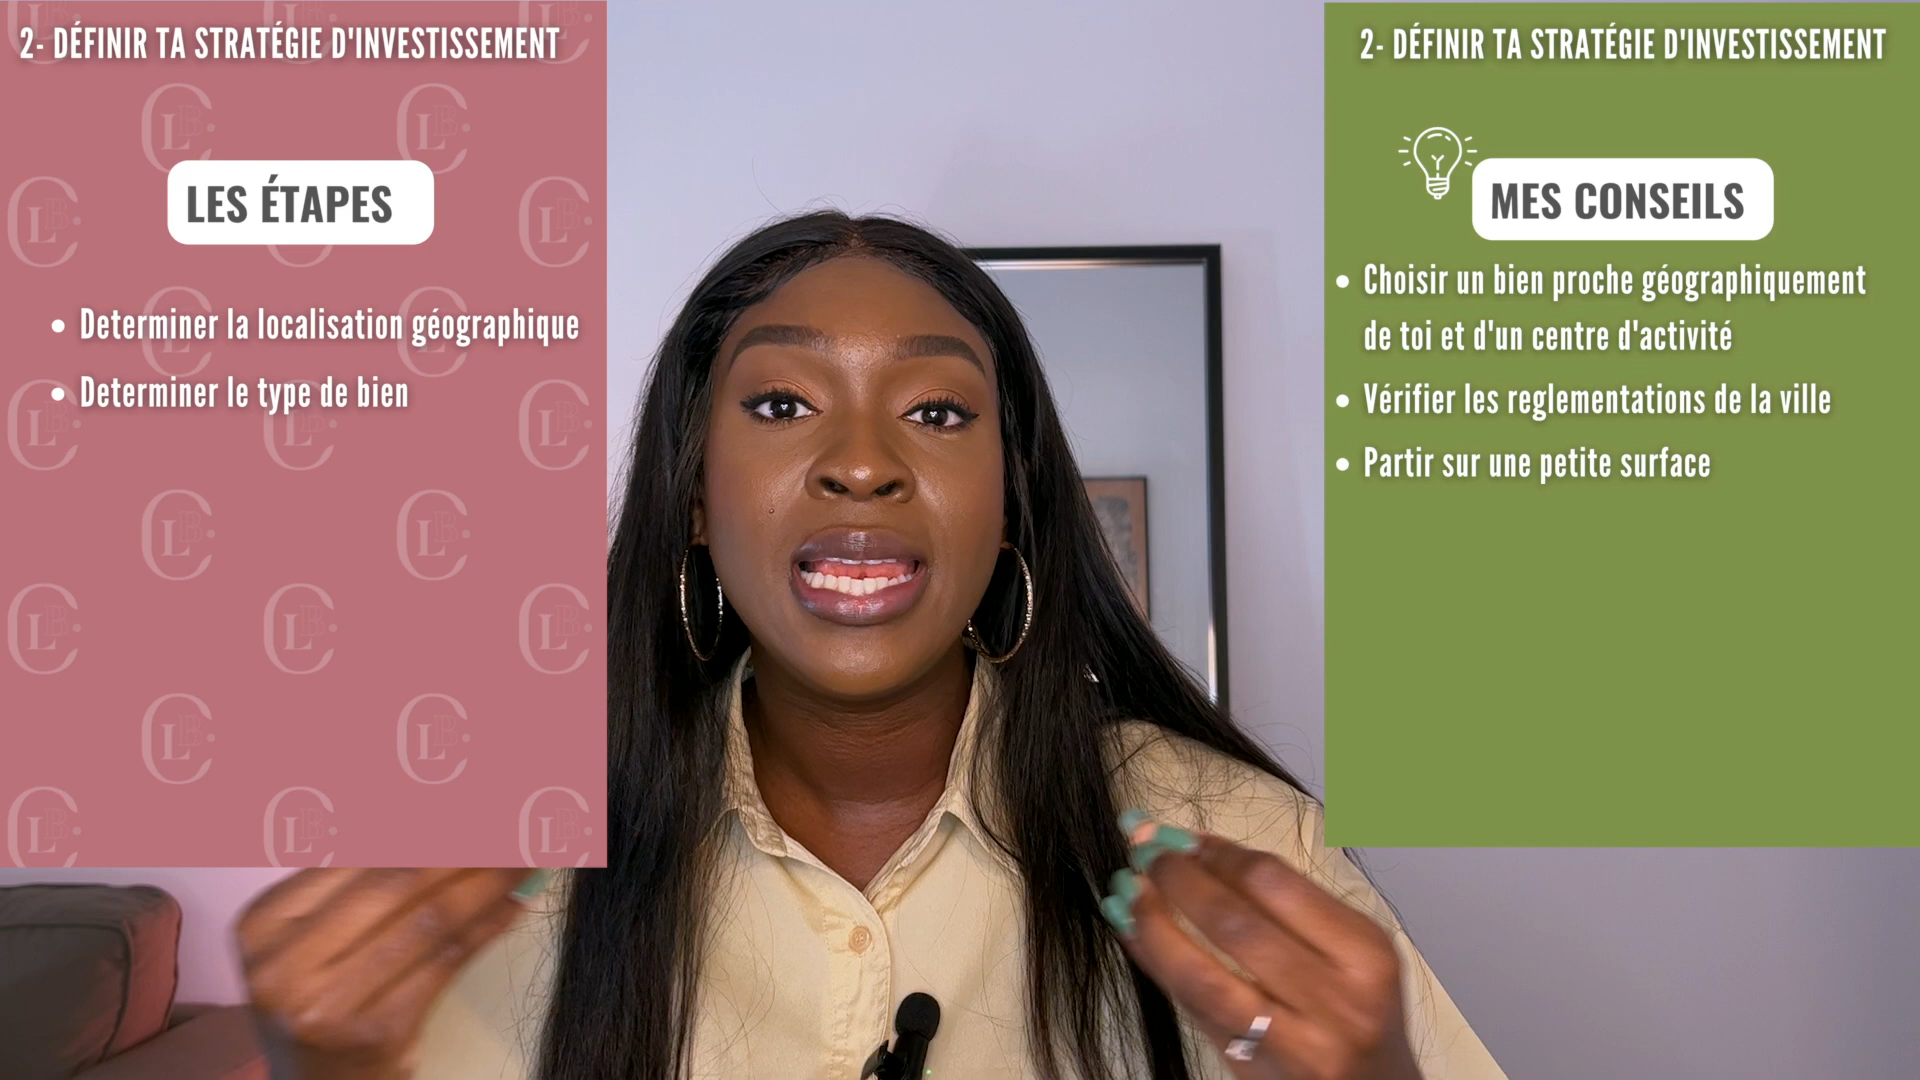 2- DÉFINIR TA STRATÉGIE D'INVESTISSEMENT
LES ÉTAPES
• Determiner la localisation géographique
• Determiner le type de bien
2- DÉFINIR TA STRATÉGIE D'INVESTISSEMENT
MES CONSEILS
• Choisir un bien proche géographiquement
de toi et d'un centre d'activité
• Vérifier les reglementations de la ville
• Partir sur une petite surface